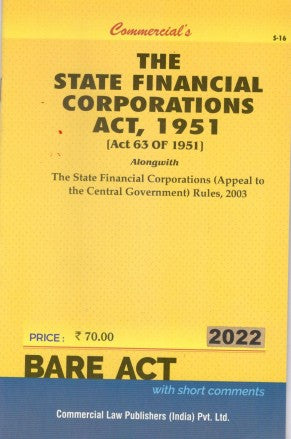 Commercial's
S-16
THE
STATE FINANCIAL
CORPORATIONS
ACT, 1951
[Act 63 OF 1951]
Alongwith
The State Financial Corporations (Appeal to
the Central Government) Rules, 2003
PRICE : ₹ 70.00
2022
BARE ACT
with short comments
Commercial Law Publishers (India) Pvt. Ltd.